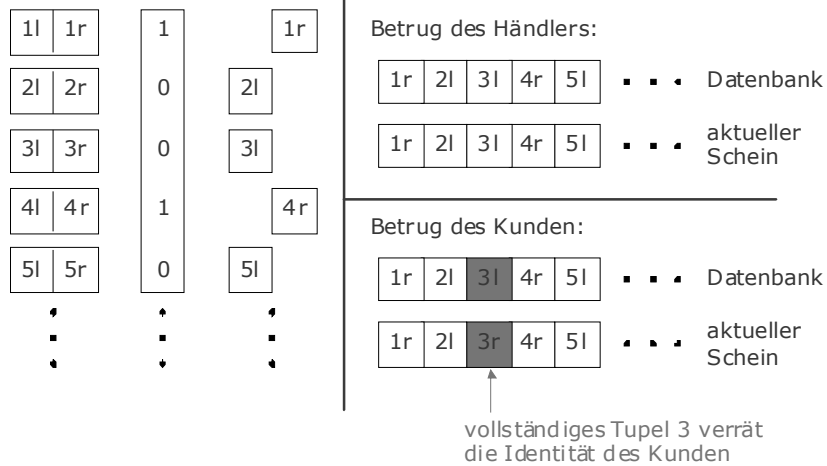 1l 1r 1 1r
2l 2r 0 2l
3l 3r 0 3l
4l 4r 1 4r
5l 5r 0 5l
Betrug des Händlers:
1r 2l 3l 4r 5l Datenbank
1r 2l 3l 4r 5l aktueller
Schein
Betrug des Kunden:
1r 2l 3l 4r 5l Datenbank
1r 2l 3r 4r 5l aktueller
Schein
vollständiges Tupel 3 verrät
die Identität des Kunden